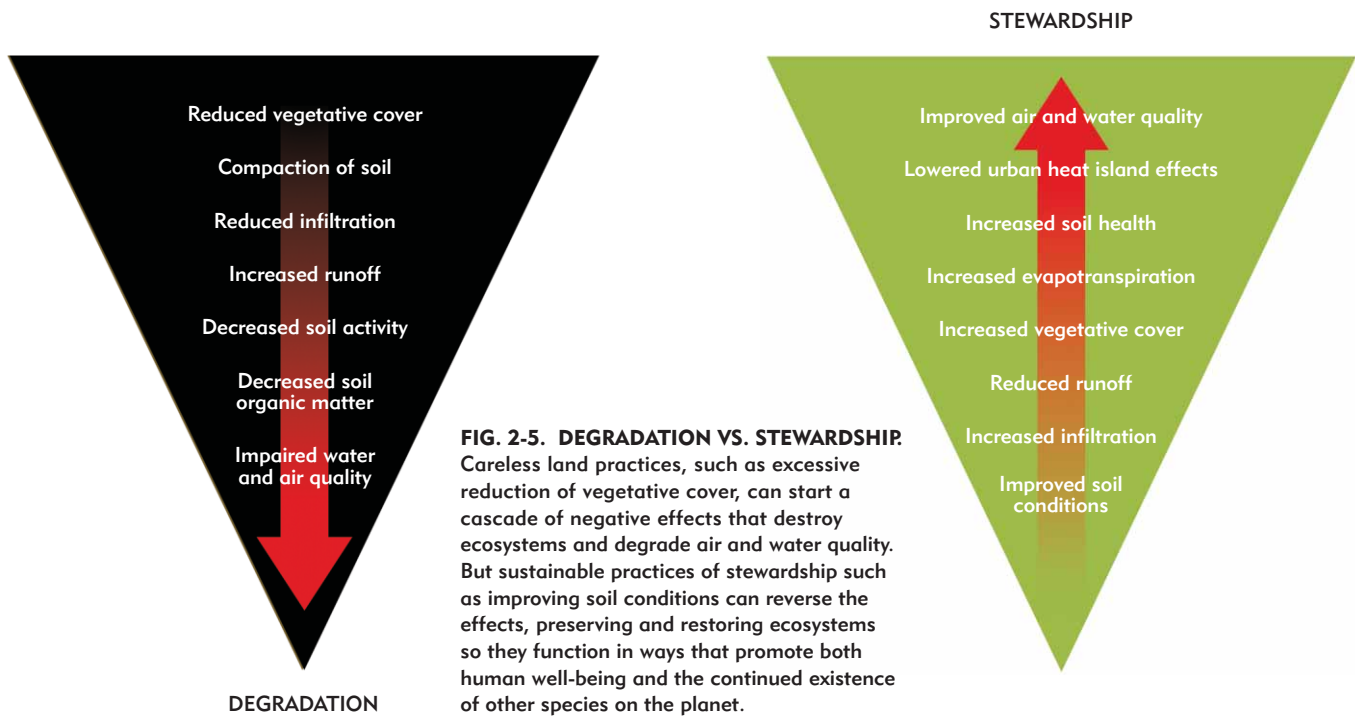 Reduced vegetative cover
Compaction of soil
Reduced infiltration
Increased runoff
Decreased soil activity
Decreased soil
organic matter
Impaired water
and air quality
DEGRADATION
FIG. 2-5. DEGRADATION VS. STEWARDSHIP.
Careless land practices, such as excessive
reduction of vegetative cover, can start a
cascade of negative effects that destroy
ecosystems and degrade air and water quality.
But sustainable practices of stewardship such
as improving soil conditions can reverse the
effects, preserving and restoring ecosystems
so they function in ways that promote both
human well-being and the continued existence
of other species on the planet.
STEWARDSHIP
Improved air and water quality
Lowered urban heat island effects
Increased soil health
Increased evapotranspiration
Increased vegetative cover
Reduced runoff
Increased infiltration
Improved soil
conditions